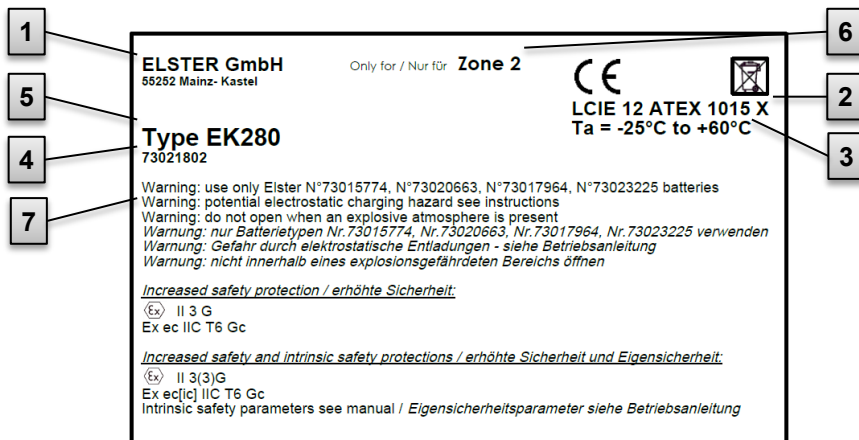 1
6
ELSTER GmbH
55252 Mainz- Kastel
Only for / Nur für Zone 2
CE
5
2
LCIE 12 ATEX 1015 X
Ta = -25°C to +60°C
Type EK280
73021802
4
3
7
Warning: use only Elster N°73015774, N°73020663, N°73017964, N°73023225 batteries
Warning: potential electrostatic charging hazard see instructions
Warning: do not open when an explosive atmosphere is present
Warnung: nur Batterietypen Nr.73015774, Nr.73020663, Nr.73017964, Nr.73023225 verwenden
Warnung: Gefahr durch elektrostatische Entladungen - siehe Betriebsanleitung
Warnung: nicht innerhalb eines explosionsgefährdeten Bereichs öffnen
Increased safety protection / erhöhte Sicherheit:
Ex II 3 G
Ex ec IIC T6 Gc
Increased safety and intrinsic safety protections / erhöhte Sicherheit und Eigensicherheit:
Ex II 3(3)G
Ex ec[ic] IIC T6 Gc
Intrinsic safety parameters see manual / Eigensicherheitsparameter siehe Betriebsanleitung